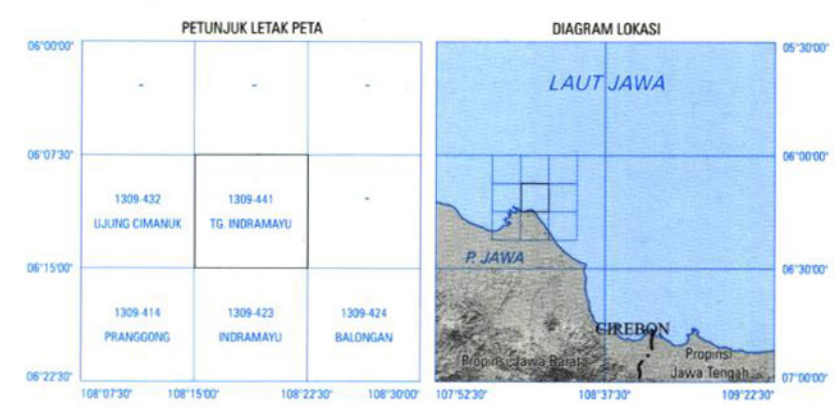 PETUNJUK LETAK PETA
06°00'00"
-
-
-
06°07'30"
1309-432
UJUNG CIMANUK
1309-441
TG. INDRAMAYU
-
06°15'00"
1309-414
PRANGGONG
1309-423
INDRAMAYU
1309-424
BALONGAN
06°22'30"
108°07'30" 108°15'00" 108°22'30" 108°30'00"
DIAGRAM LOKASI
05°30'00"
LAUT JAWA
06°00'00"
P. JAWA
06°30'00"
CIREBON
Propinsi Jawa Barat
Propinsi
Jawa Tengah
07°00'00"
107°52'30" 108°37'30" 109°22'30"